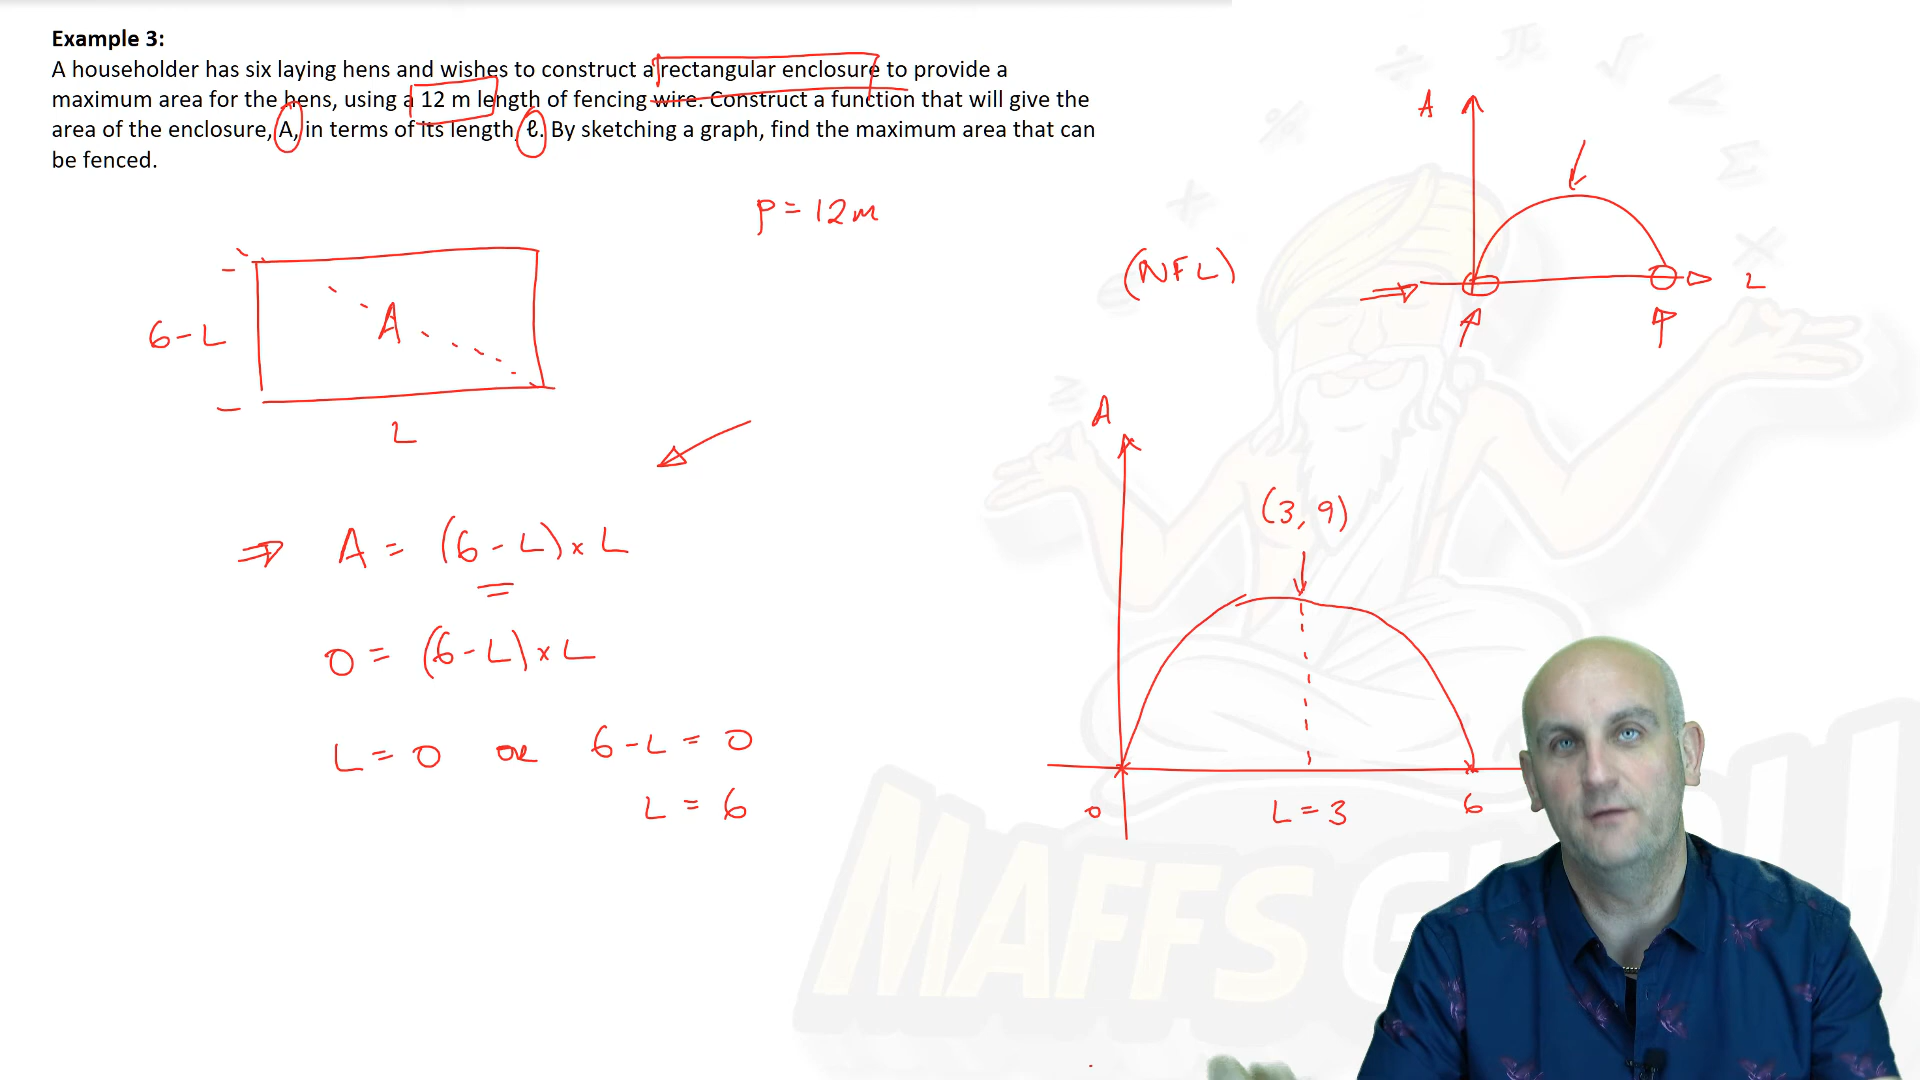 Example 3:
A householder has six laying hens and wishes to construct a rectangular enclosure to provide a
maximum area for the hens, using a 12 m length of fencing wire. Construct a function that will give the
area of the enclosure, A, in terms of its length, ℓ. By sketching a graph, find the maximum area that can
be fenced.
P = 12m
(NFL)
A
L
6-L
A
L
A
(3, 9)
⇒ A = (6-L)×L
0 = (6-L)×L
L = 0 or 6-L = 0
L = 6
0
L = 3
6
MAFFS GURU